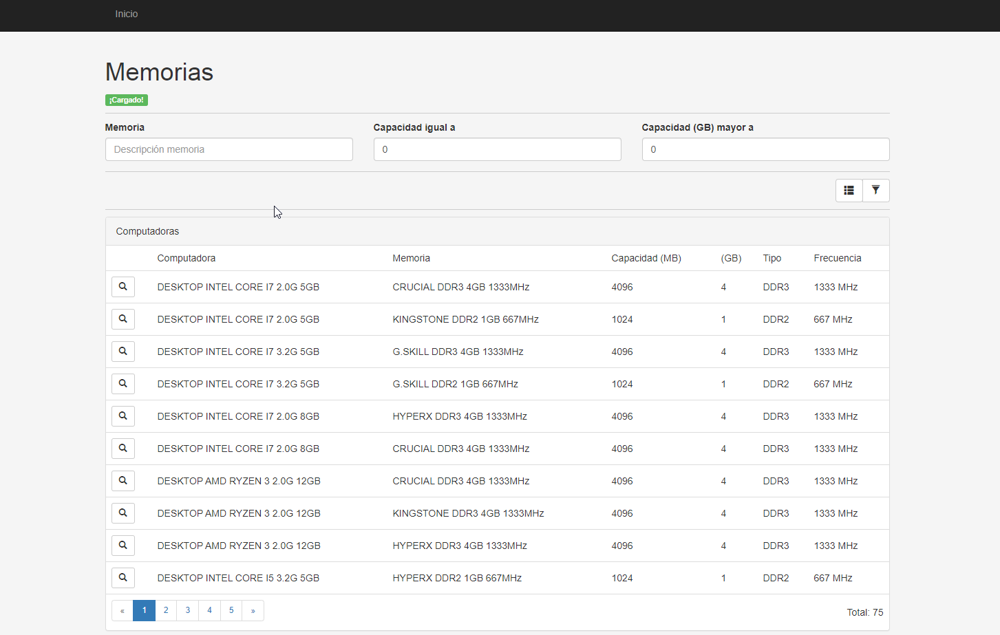 Inicio
Memorias
¡Cargado!
Memoria Capacidad igual a Capacidad (GB) mayor a
Descripción memoria 0 0
Computadoras
Computadora Memoria Capacidad (MB) (GB) Tipo Frecuencia
DESKTOP INTEL CORE I7 2.0G 5GB CRUCIAL DDR3 4GB 1333MHz 4096 4 DDR3 1333 MHz
DESKTOP INTEL CORE I7 2.0G 5GB KINGSTONE DDR2 1GB 667MHz 1024 1 DDR2 667 MHz
DESKTOP INTEL CORE I7 3.2G 5GB G.SKILL DDR3 4GB 1333MHz 4096 4 DDR3 1333 MHz
DESKTOP INTEL CORE I7 3.2G 5GB G.SKILL DDR2 1GB 667MHz 1024 1 DDR2 667 MHz
DESKTOP INTEL CORE I7 2.0G 8GB HYPERX DDR3 4GB 1333MHz 4096 4 DDR3 1333 MHz
DESKTOP INTEL CORE I7 2.0G 8GB CRUCIAL DDR3 4GB 1333MHz 4096 4 DDR3 1333 MHz
DESKTOP AMD RYZEN 3 2.0G 12GB CRUCIAL DDR3 4GB 1333MHz 4096 4 DDR3 1333 MHz
DESKTOP AMD RYZEN 3 2.0G 12GB KINGSTONE DDR3 4GB 1333MHz 4096 4 DDR3 1333 MHz
DESKTOP AMD RYZEN 3 2.0G 12GB HYPERX DDR3 4GB 1333MHz 4096 4 DDR3 1333 MHz
DESKTOP INTEL CORE I5 3.2G 5GB HYPERX DDR2 1GB 667MHz 1024 1 DDR2 667 MHz
« 1 2 3 4 5 » Total: 75